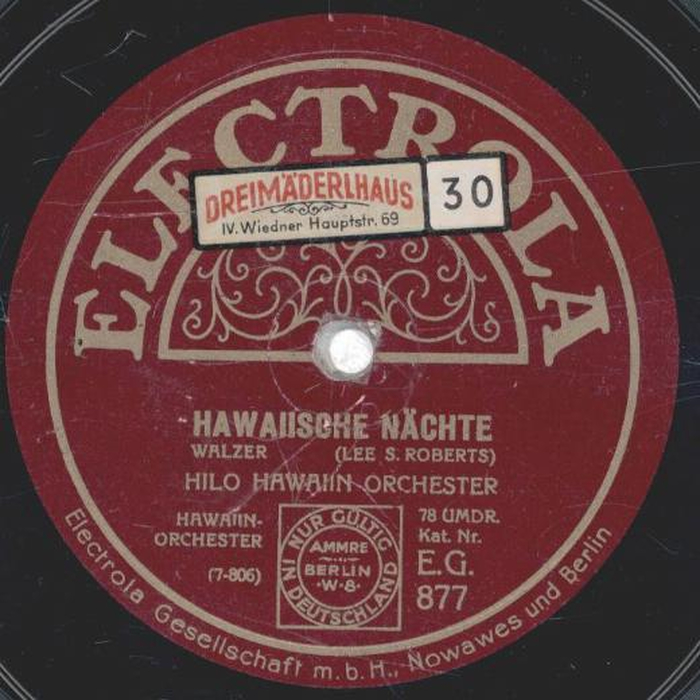 ELECTROLA
DREIMÄDERLHAUS
IV. Wiedner Hauptstr. 69
30
HAWAIISCHE NÄCHTE
WALZER (LEE S. ROBERTS)
HILO HAWAIIN ORCHESTER
HAWAIIN-
ORCHESTER
(7-806)
NUR GÜLTIG
IN DEUTSCHLAND
AMMRE
BERLIN
·W·8·
78 UMDR.
Kat. Nr.
E.G.
877
Electrola Gesellschaft m.b.H., Nowawes und Berlin